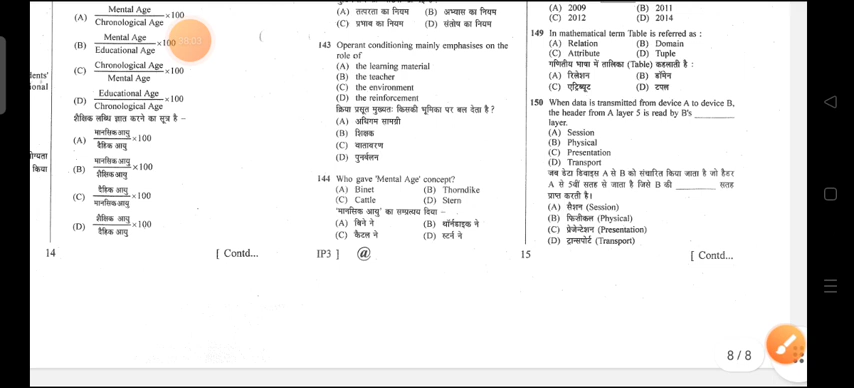 (A) Mental Age / Chronological Age ×100
(B) Mental Age / Educational Age ×100
(C) Chronological Age / Mental Age ×100
(D) Educational Age / Chronological Age ×100
शैक्षिक लब्धि ज्ञात करने का सूत्र है –
(A) मानसिक आयु / दैहिक आयु ×100
(B) मानसिक आयु / शैक्षिक आयु ×100
(C) दैहिक आयु / मानसिक आयु ×100
(D) शैक्षिक आयु / दैहिक आयु ×100
lents'
ional
किया
14
[ Contd...
(A) तत्परता का नियम (B) अभ्यास का नियम
(C) प्रभाव का नियम (D) संतोष का नियम
143 Operant conditioning mainly emphasises on the
role of
(A) the learning material
(B) the teacher
(C) the environment
(D) the reinforcement
क्रिया प्रसूत मुख्यतः किसकी भूमिका पर बल देता है ?
(A) अधिगम सामग्री
(B) शिक्षक
(C) वातावरण
(D) पुनर्बलन
144 Who gave 'Mental Age' concept?
(A) Binet (B) Thorndike
(C) Cattle (D) Stern
'मानसिक आयु' का सम्प्रत्यय दिया –
(A) बिने ने (B) थॉर्नडाइक ने
(C) कैटल ने (D) स्टर्न ने
IP3 ] @
(A) 2009 (B) 2011
(C) 2012 (D) 2014
149 In mathematical term Table is referred as :
(A) Relation (B) Domain
(C) Attribute (D) Tuple
गणितीय भाषा में तालिका (Table) कहलाती है :
(A) रिलेशन (B) डॉमेन
(C) एट्रिब्यूट (D) टपल
150 When data is transmitted from device A to device B,
the header from A layer 5 is read by B's ________
layer.
(A) Session
(B) Physical
(C) Presentation
(D) Transport
जब डेटा डिवाइस A से B को संचारित किया जाता है जो हैडर
A से 5वीं सतह से जाता है जिसे B की ________ सतह
प्राप्त करती है।
(A) सैशन (Session)
(B) फिजीकल (Physical)
(C) प्रेजेन्टेशन (Presentation)
(D) ट्रान्सपोर्ट (Transport)
15
[ Contd...
8 / 8